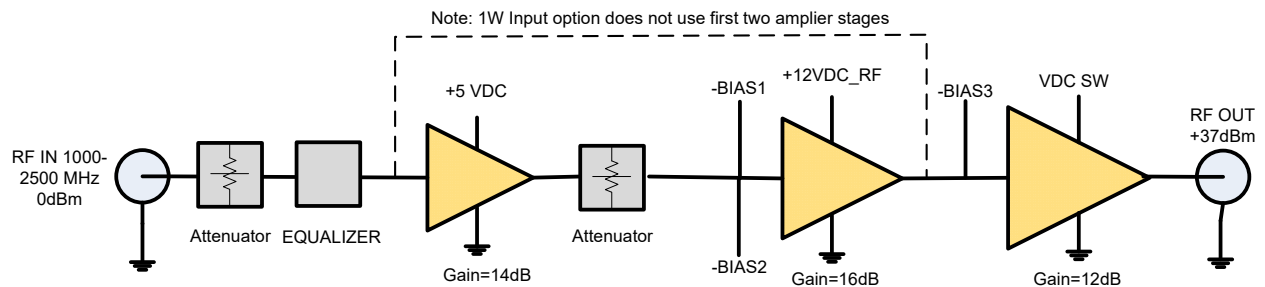 Note: 1W Input option does not use first two amplier stages
+5 VDC
-BIAS1
+12VDC_RF
-BIAS3
VDC SW
RF OUT
+37dBm
RF IN 1000-
2500 MHz
0dBm
Attenuator
EQUALIZER
Gain=14dB
Attenuator
-BIAS2
Gain=16dB
Gain=12dB